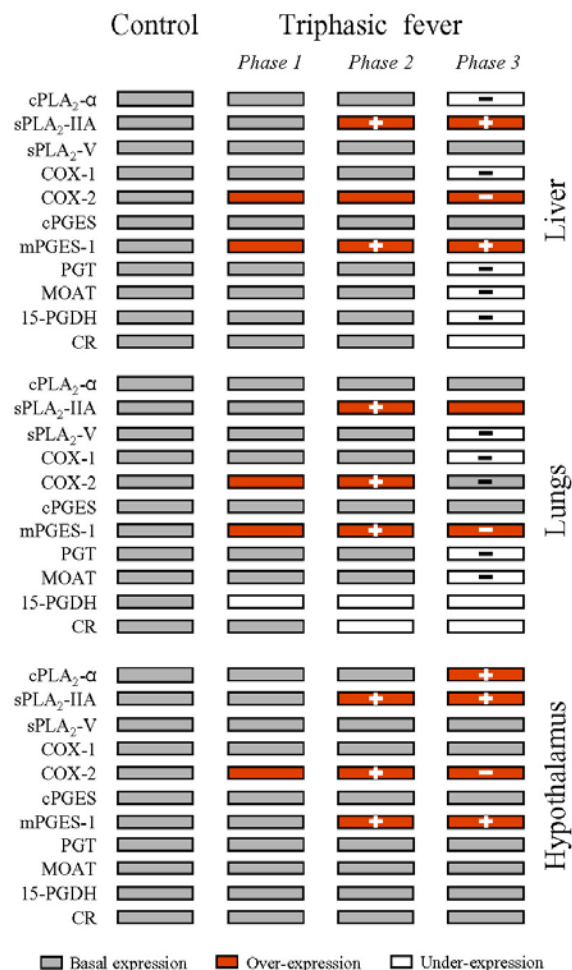 Control Triphasic fever
Phase 1 Phase 2 Phase 3
cPLA₂-α −
sPLA₂-IIA + +
sPLA₂-V
COX-1 −
COX-2 −
cPGES
mPGES-1 + +
PGT −
MOAT −
15-PGDH −
CR
Liver
cPLA₂-α
sPLA₂-IIA +
sPLA₂-V −
COX-1 −
COX-2 + −
cPGES
mPGES-1 + −
PGT −
MOAT −
15-PGDH
CR
Lungs
cPLA₂-α +
sPLA₂-IIA + +
sPLA₂-V
COX-1
COX-2 + −
cPGES
mPGES-1 + +
PGT
MOAT
15-PGDH
CR
Hypothalamus
Basal expression Over-expression Under-expression